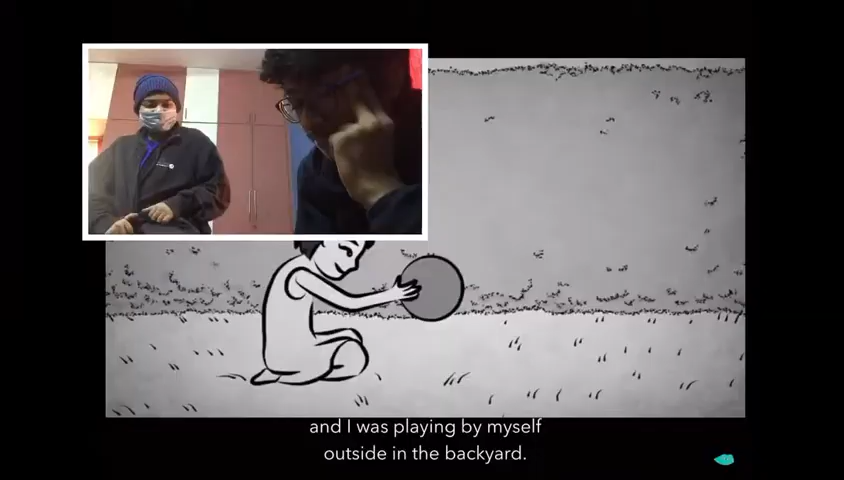 and I was playing by myself
outside in the backyard.